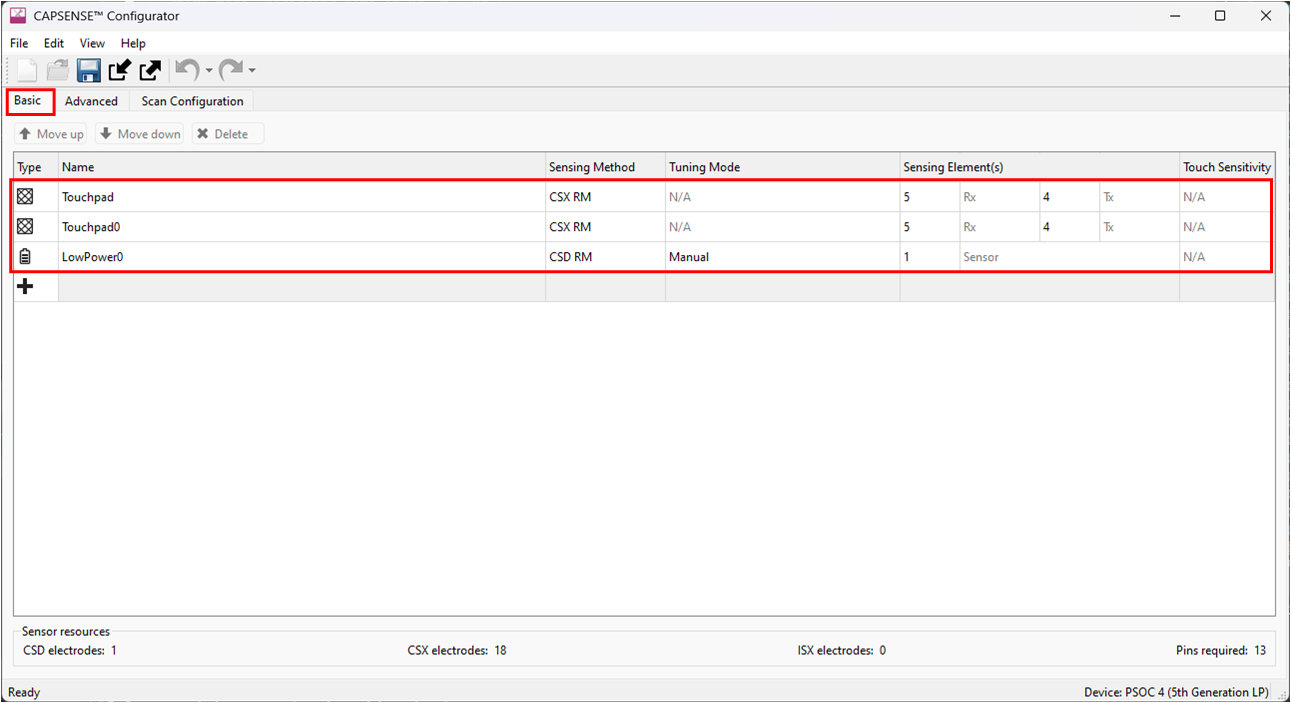 CAPSENSE™ Configurator
File Edit View Help
Basic Advanced Scan Configuration
Move up Move down Delete
Type Name Sensing Method Tuning Mode Sensing Element(s) Touch Sensitivity
Touchpad CSX RM N/A 5 Rx 4 Tx N/A
Touchpad0 CSX RM N/A 5 Rx 4 Tx N/A
LowPower0 CSD RM Manual 1 Sensor N/A
Sensor resources
CSD electrodes: 1 CSX electrodes: 18 ISX electrodes: 0 Pins required: 13
Ready Device: PSOC 4 (5th Generation LP)